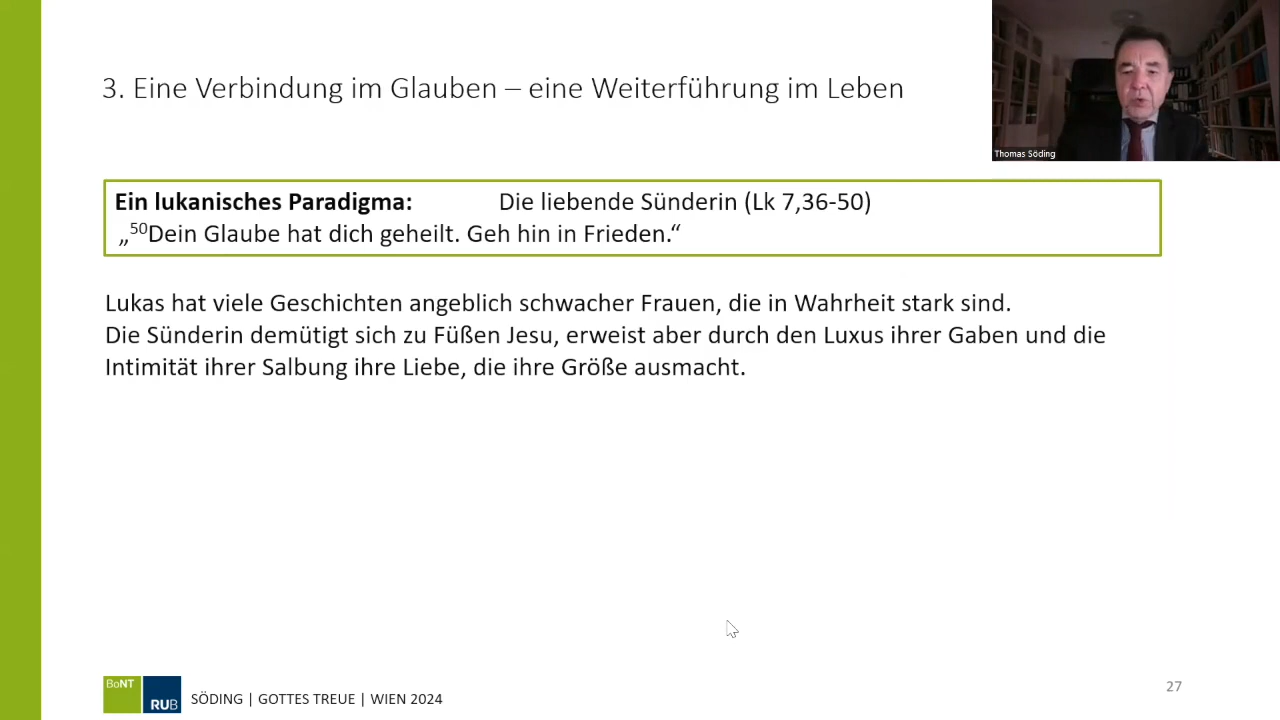 3. Eine Verbindung im Glauben – eine Weiterführung im Leben
Thomas Söding
Ein lukanisches Paradigma: Die liebende Sünderin (Lk 7,36-50)
„⁵⁰Dein Glaube hat dich geheilt. Geh hin in Frieden.“
Lukas hat viele Geschichten angeblich schwacher Frauen, die in Wahrheit stark sind.
Die Sünderin demütigt sich zu Füßen Jesu, erweist aber durch den Luxus ihrer Gaben und die
Intimität ihrer Salbung ihre Liebe, die ihre Größe ausmacht.
BoNT
RUB
SÖDING | GOTTES TREUE | WIEN 2024
27